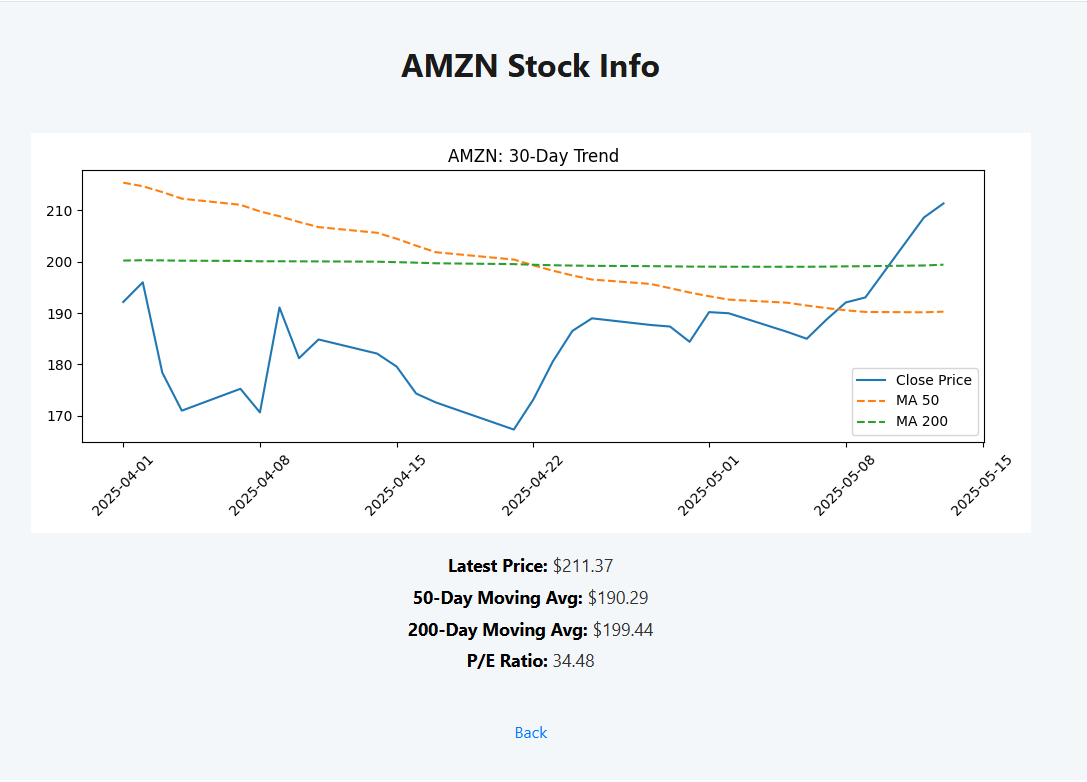 AMZN Stock Info
AMZN: 30-Day Trend
210
200
190
180
170
Close Price
MA 50
MA 200
2025-04-01
2025-04-08
2025-04-15
2025-04-22
2025-05-01
2025-05-08
2025-05-15
Latest Price: $211.37
50-Day Moving Avg: $190.29
200-Day Moving Avg: $199.44
P/E Ratio: 34.48
Back